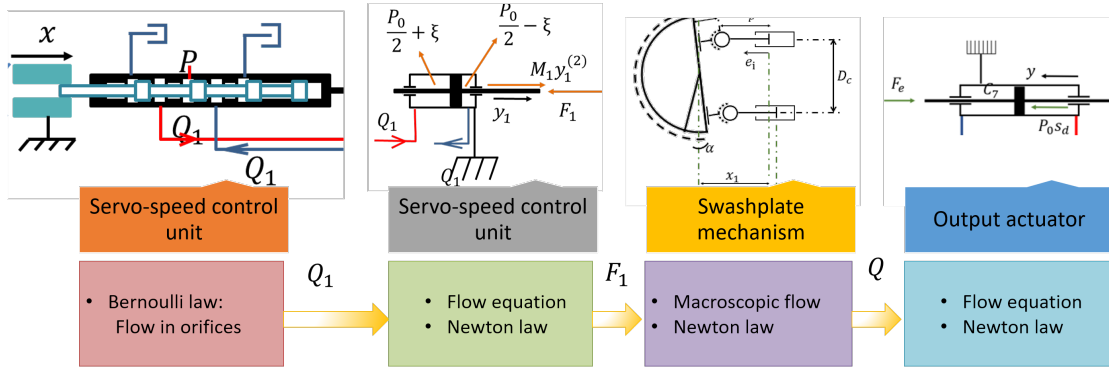 x
P
Q₁
Q₁
P₀/2 + ξ
P₀/2 − ξ
M₁y₁⁽²⁾
y₁
F₁
Q₁
Q₁
eᵢ
D_c
α
x₁
Fₑ
y
C₇
P₀s_d
Servo-speed control
unit
Servo-speed control
unit
Swashplate
mechanism
Output actuator
• Bernoulli law:
Flow in orifices
Q₁
• Flow equation
• Newton law
F₁
• Macroscopic flow
• Newton law
Q
• Flow equation
• Newton law